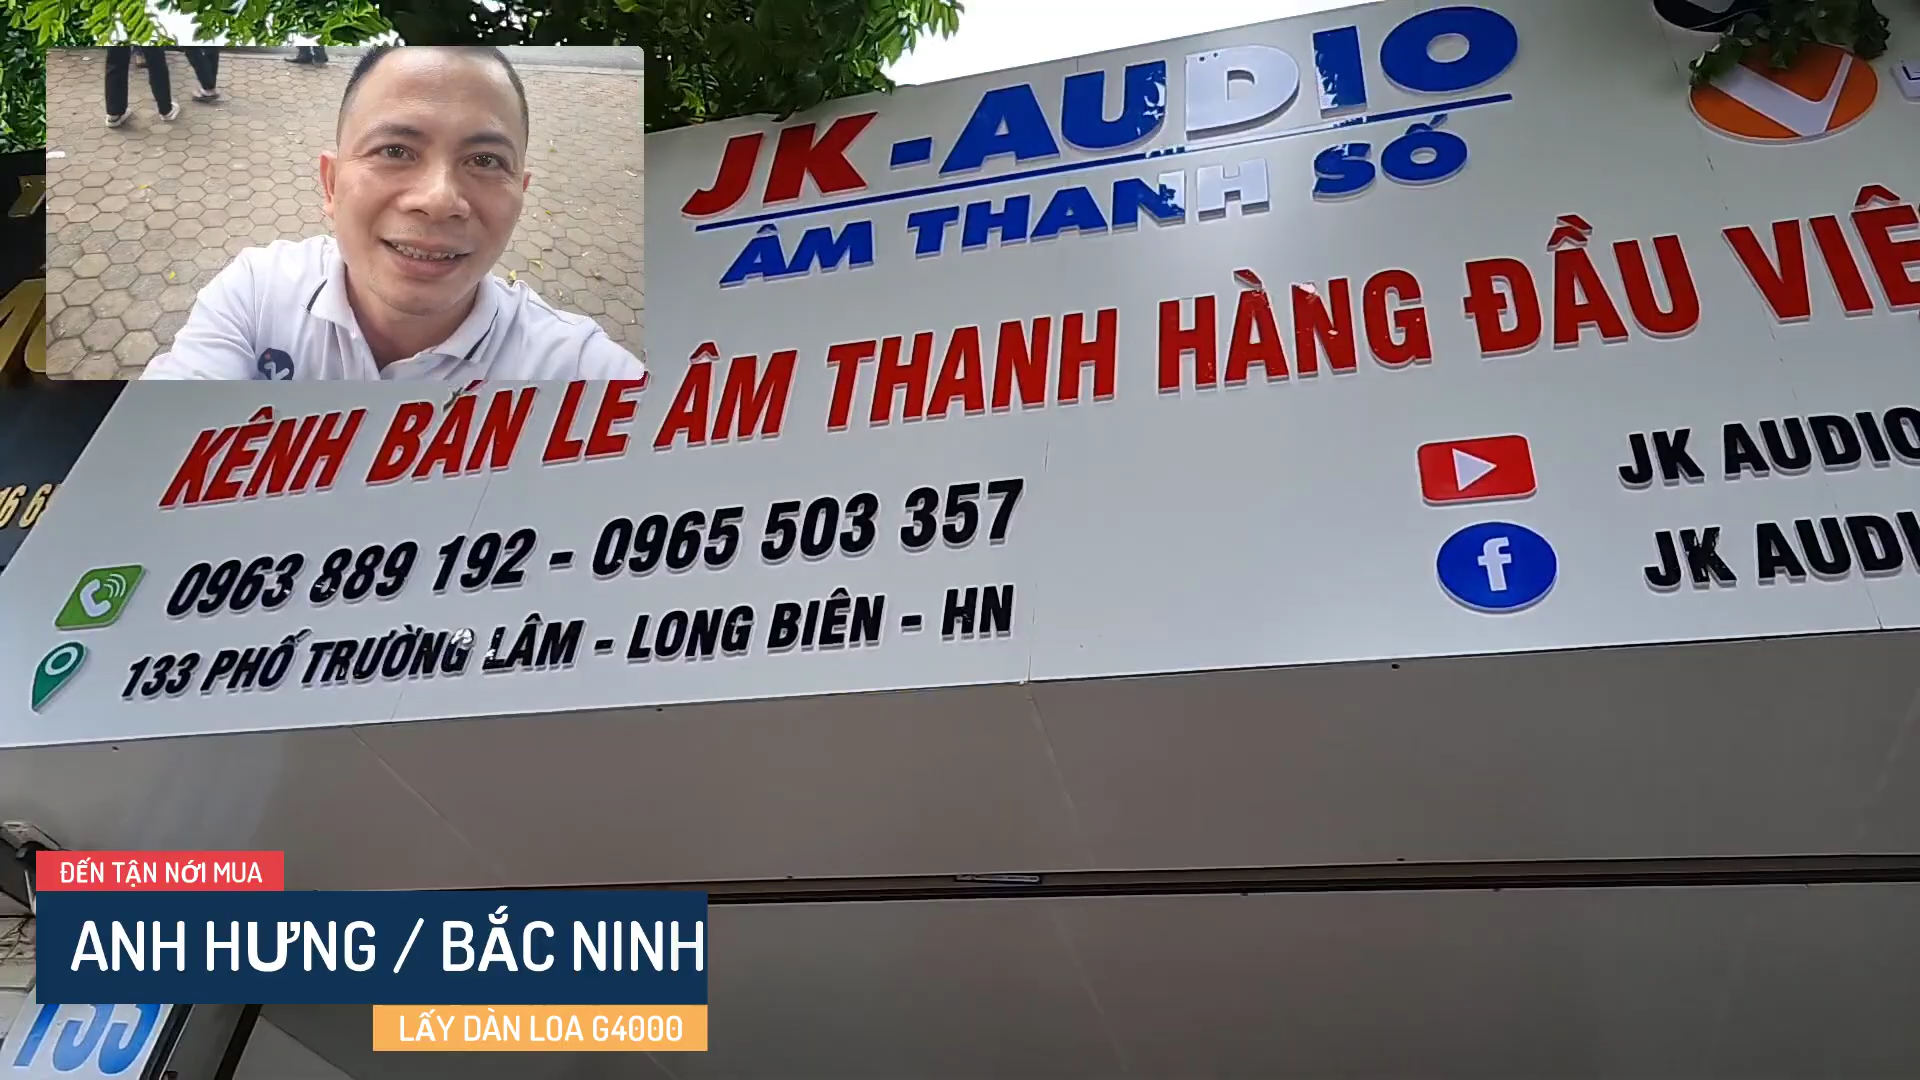 JK-AUDIO
ÂM THANH SỐ
KÊNH BÁN LẺ ÂM THANH HÀNG ĐẦU
0963 889 192 - 0965 503 357
133 PHỐ TRƯỜNG LÂM - LONG BIÊN - HN
JK AUDIO
JK AUDI
ĐẾN TẬN NỚI MUA
ANH HƯNG / BẮC NINH
LẤY DÀN LOA G4000
133